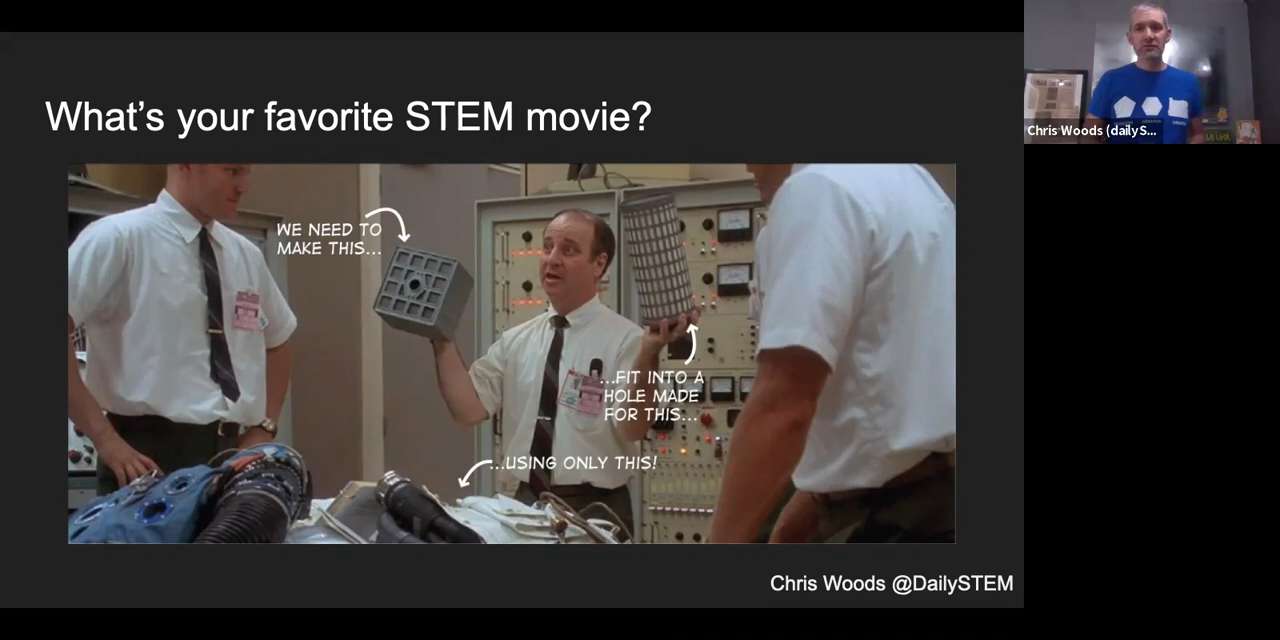 What's your favorite STEM movie?
WE NEED TO
MAKE THIS...
...FIT INTO A
HOLE MADE
FOR THIS...
...USING ONLY THIS!
Chris Woods @DailySTEM
Chris Woods (dailyS...